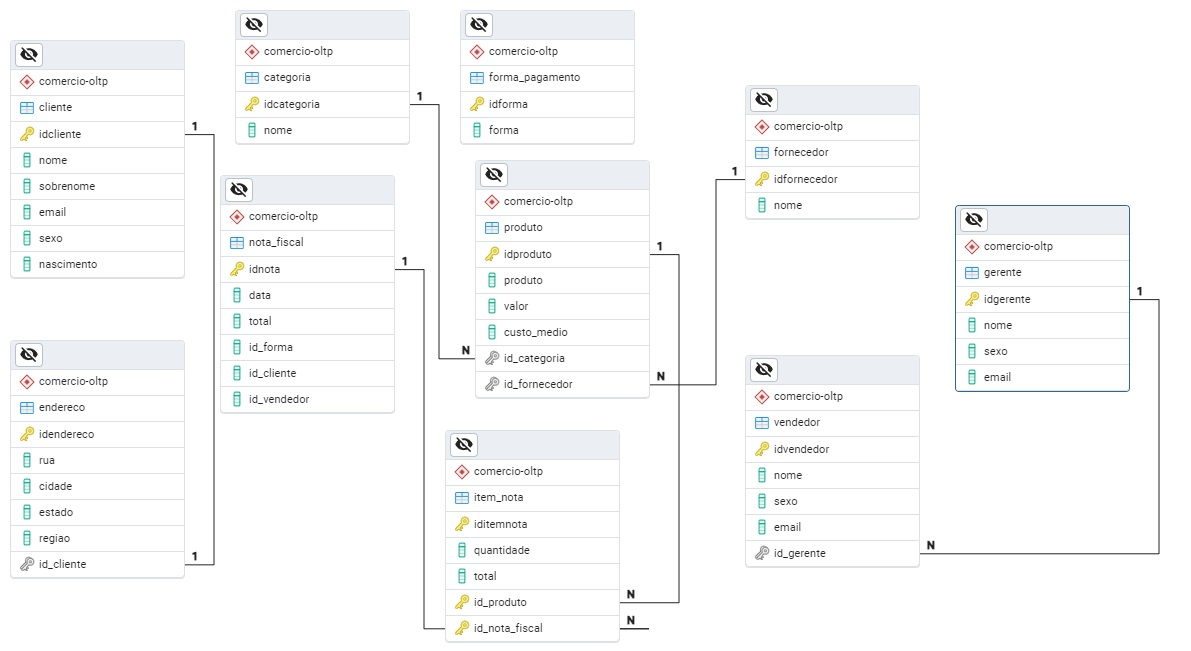 comercio-oltp
cliente
idcliente
nome
sobrenome
email
sexo
nascimento
1
comercio-oltp
endereco
idendereco
rua
cidade
estado
regiao
id_cliente
1
comercio-oltp
categoria
idcategoria
nome
1
comercio-oltp
nota_fiscal
idnota
data
total
id_forma
id_cliente
id_vendedor
1
comercio-oltp
forma_pagamento
idforma
forma
comercio-oltp
produto
idproduto
produto
valor
custo_medio
id_categoria
id_fornecedor
1
N
N
comercio-oltp
item_nota
iditemnota
quantidade
total
id_produto
id_nota_fiscal
N
N
comercio-oltp
fornecedor
idfornecedor
nome
1
comercio-oltp
vendedor
idvendedor
nome
sexo
email
id_gerente
N
comercio-oltp
gerente
idgerente
nome
sexo
email
1